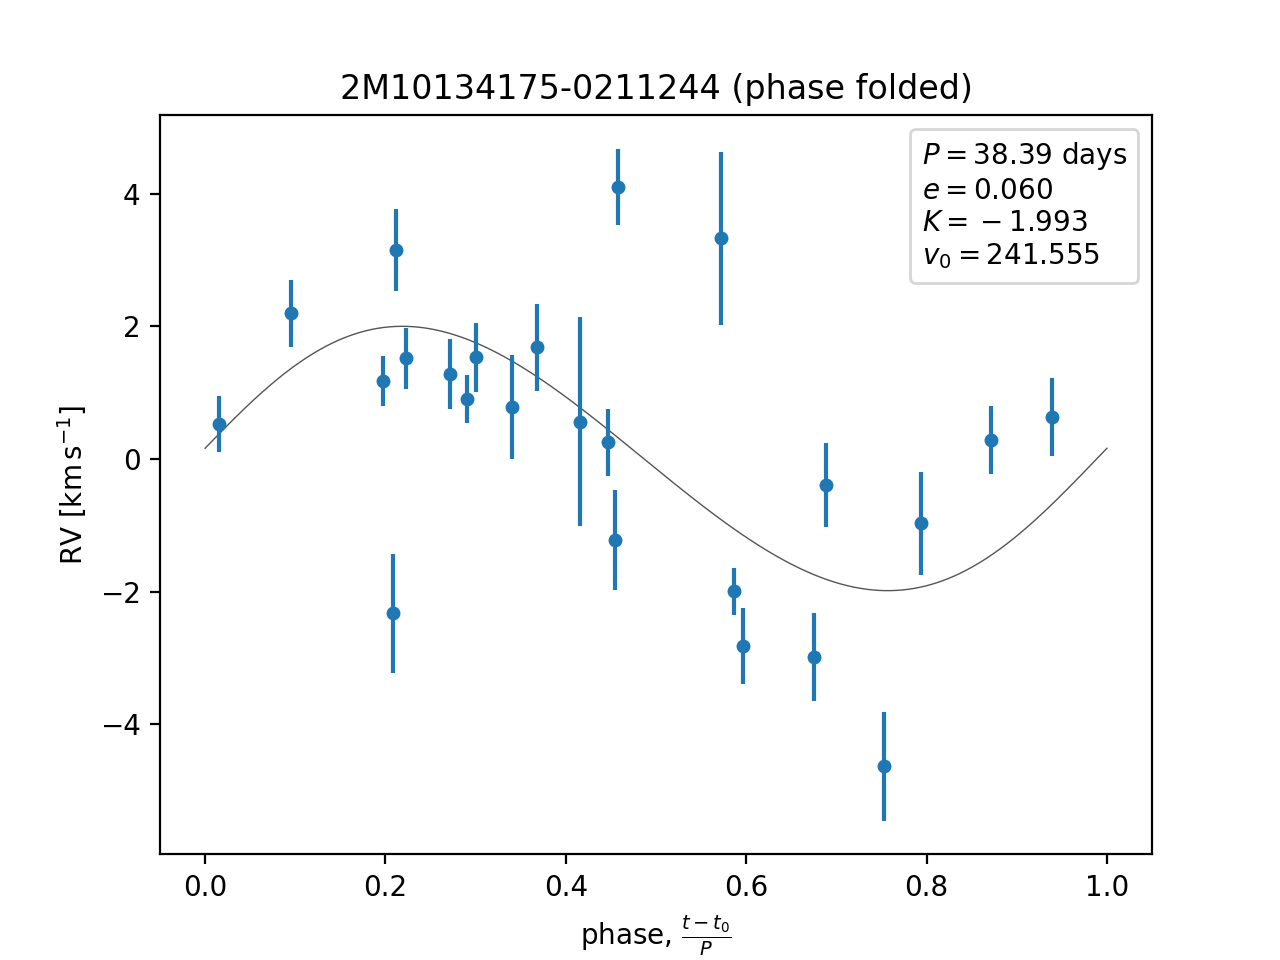 2M10134175-0211244 (phase folded)
P = 38.39 days
e = 0.060
K = −1.993
v₀ = 241.555
4
2
0
−2
−4
RV [km s⁻¹]
0.0 0.2 0.4 0.6 0.8 1.0
phase, (t − t₀)/P